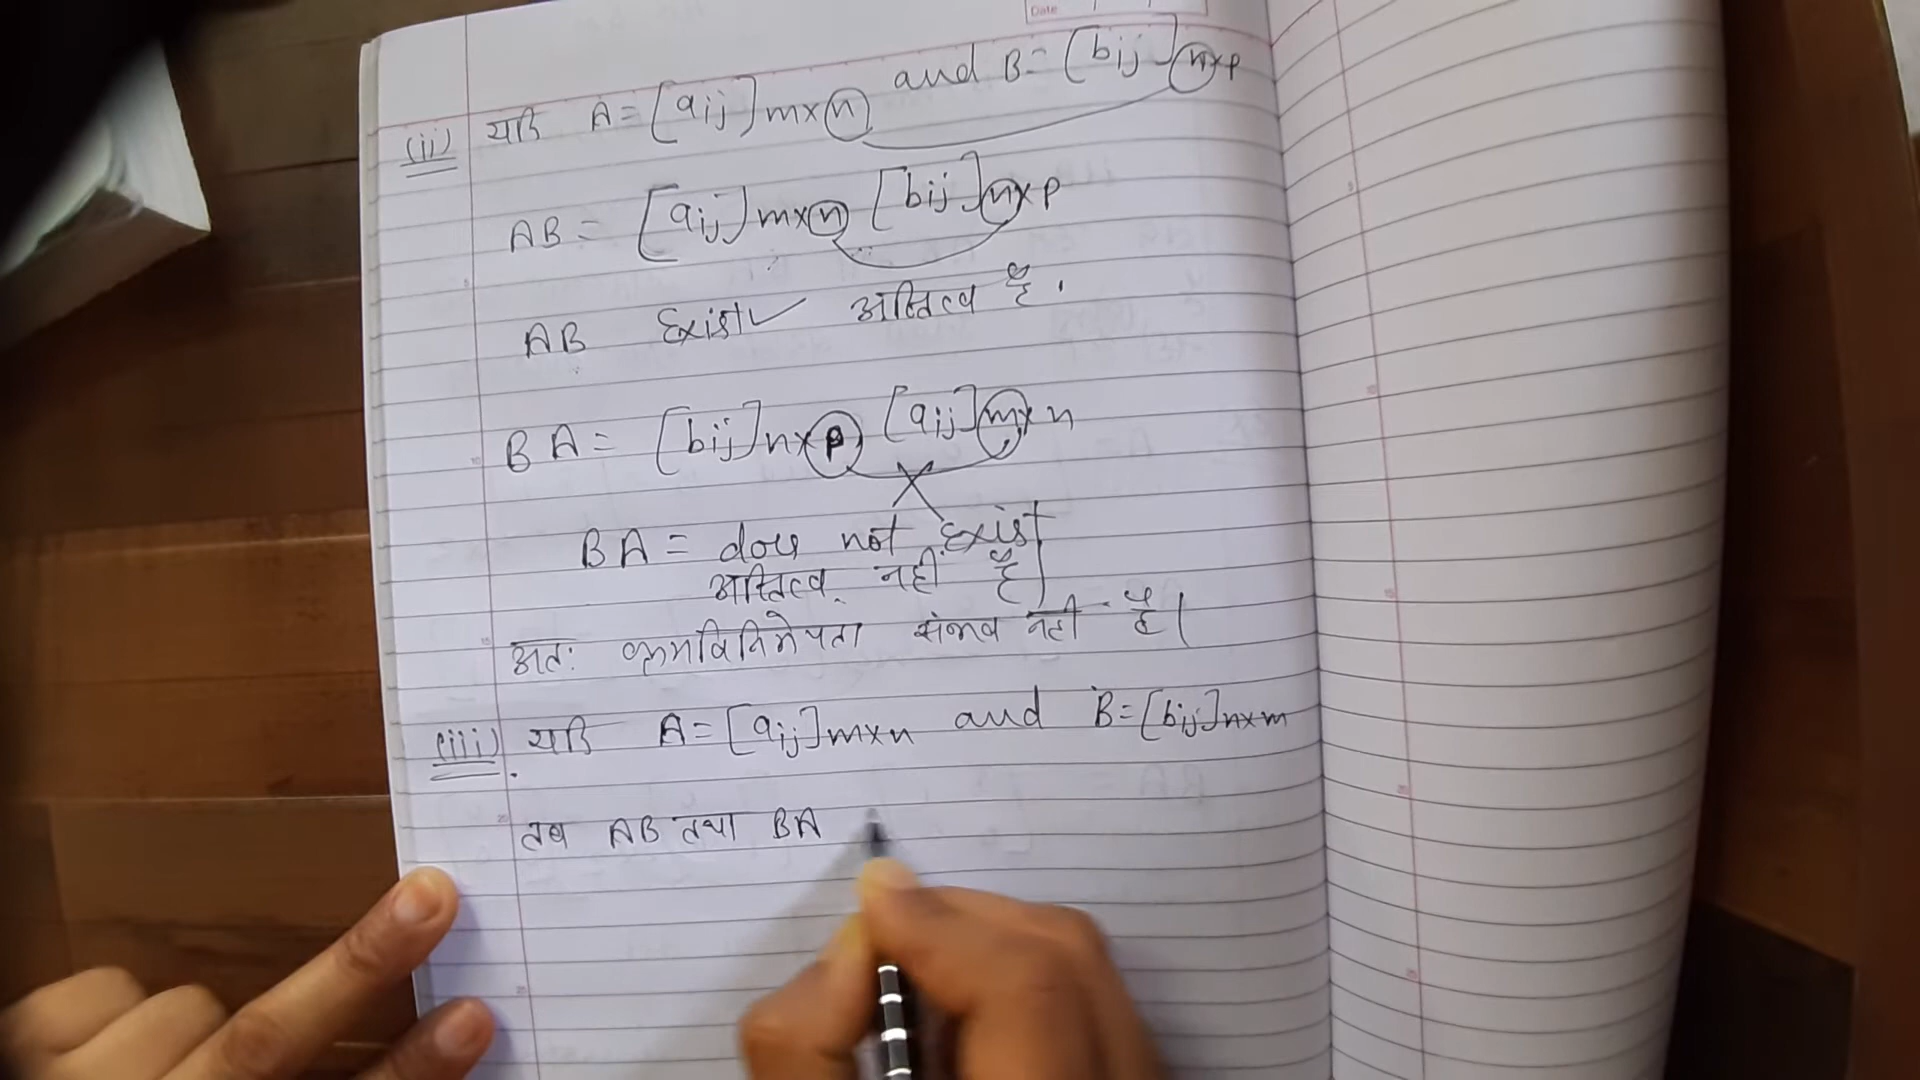 Date
(ii) यदि A = [aij] m×n and B = [bij] n×p
AB = [aij] m×n [bij] n×p
AB Exist✓ अस्तित्व है.
BA = [bij] n×p [aij] m×n
BA = does not Exist
अस्तित्व नहीं है|
अतः क्रमविनिमेयता संभव नहीं है|
(iii) यदि A = [aij] m×n and B = [bij] n×m
तब AB तथा BA